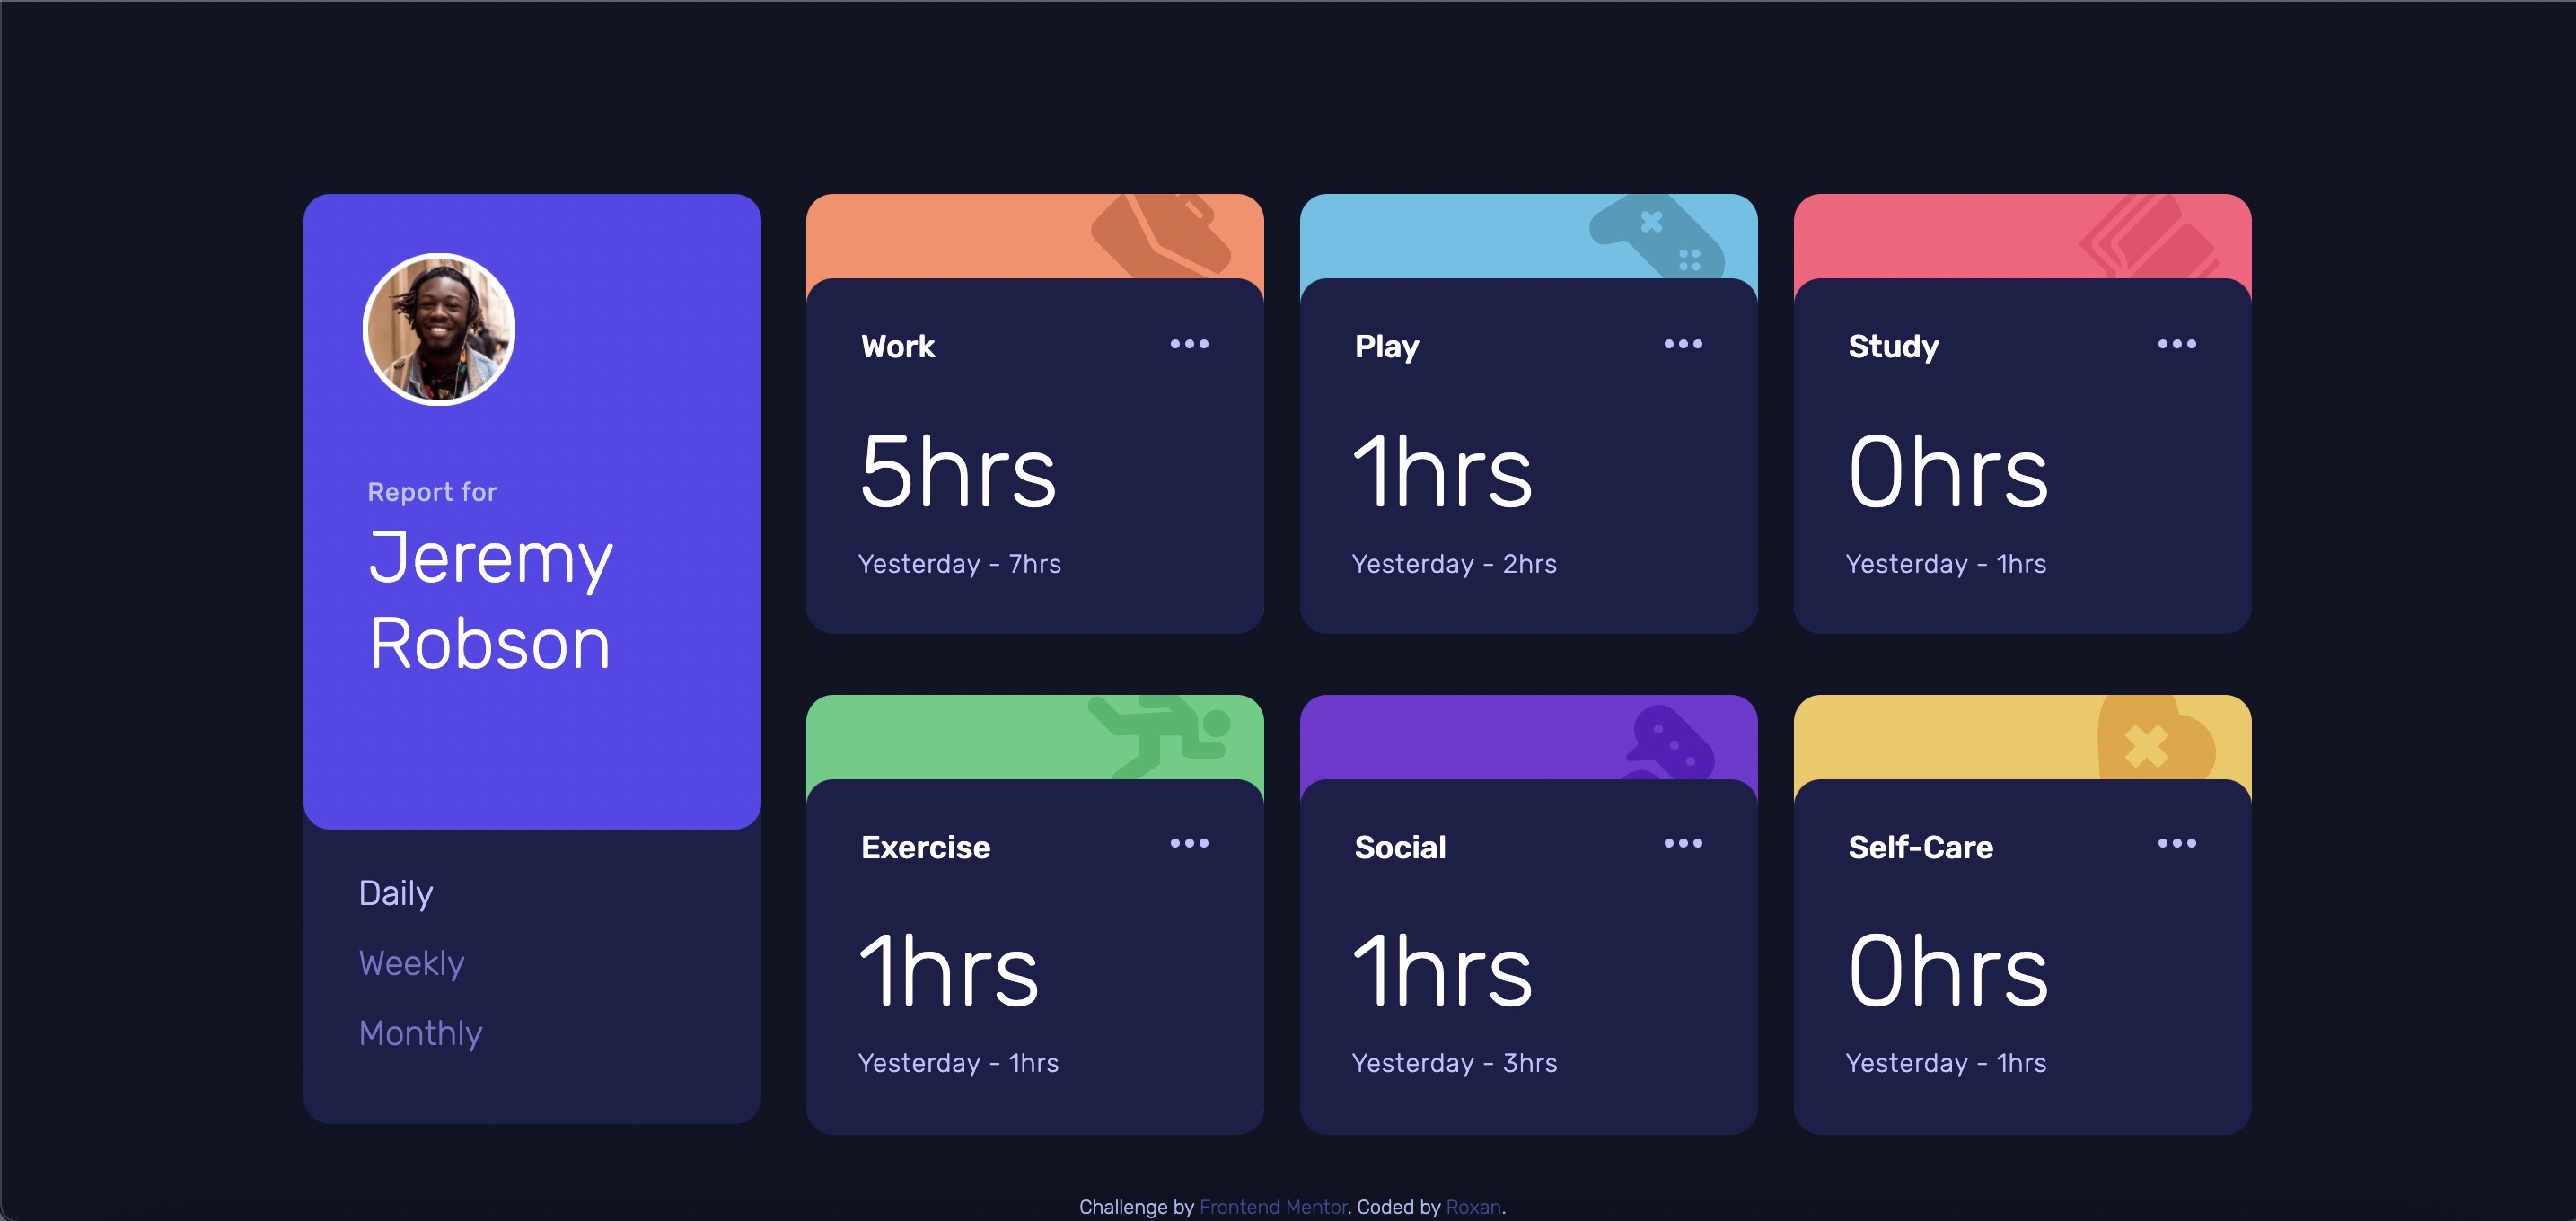 Report for
Jeremy
Robson
Daily
Weekly
Monthly
Work
5hrs
Yesterday - 7hrs
Play
1hrs
Yesterday - 2hrs
Study
0hrs
Yesterday - 1hrs
Exercise
1hrs
Yesterday - 1hrs
Social
1hrs
Yesterday - 3hrs
Self-Care
0hrs
Yesterday - 1hrs
Challenge by Frontend Mentor. Coded by Roxan.